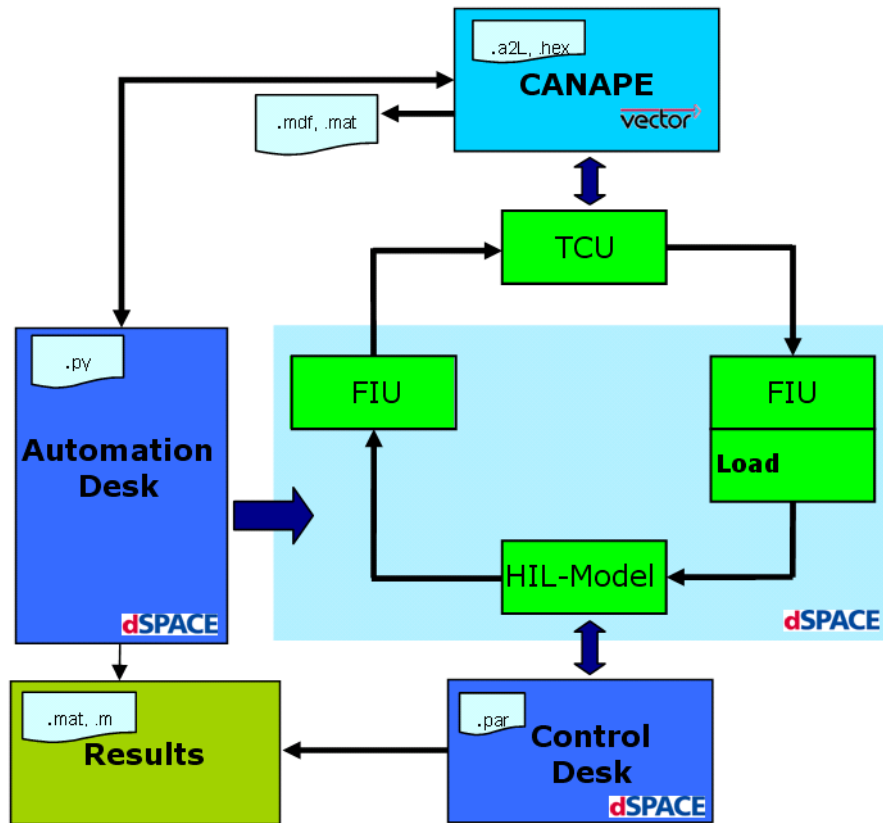 .a2L, .hex
CANAPE
vector
.mdf, .mat
TCU
.py
Automation
Desk
dSPACE
FIU
FIU
Load
HIL-Model
dSPACE
.mat, .m
Results
.par
Control
Desk
dSPACE